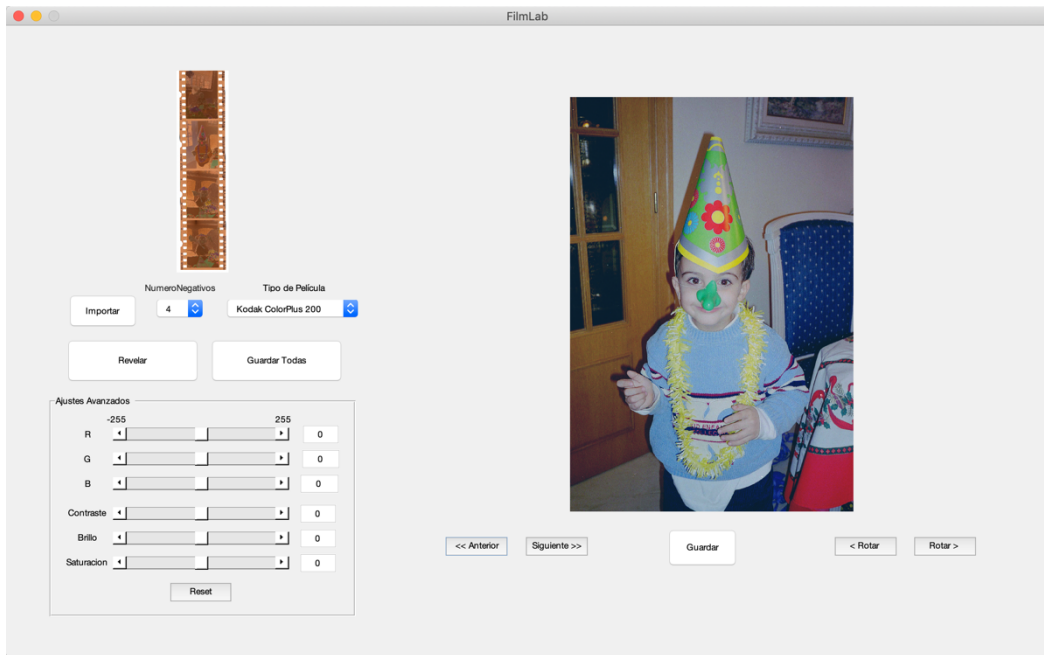 FilmLab
NumeroNegativos
Tipo de Película
Importar
4
Kodak ColorPlus 200
Revelar
Guardar Todas
Ajustes Avanzados
-255
255
R
0
G
0
B
0
Contraste
0
Brillo
0
Saturacion
0
Reset
<< Anterior
Siguiente >>
Guardar
< Rotar
Rotar >